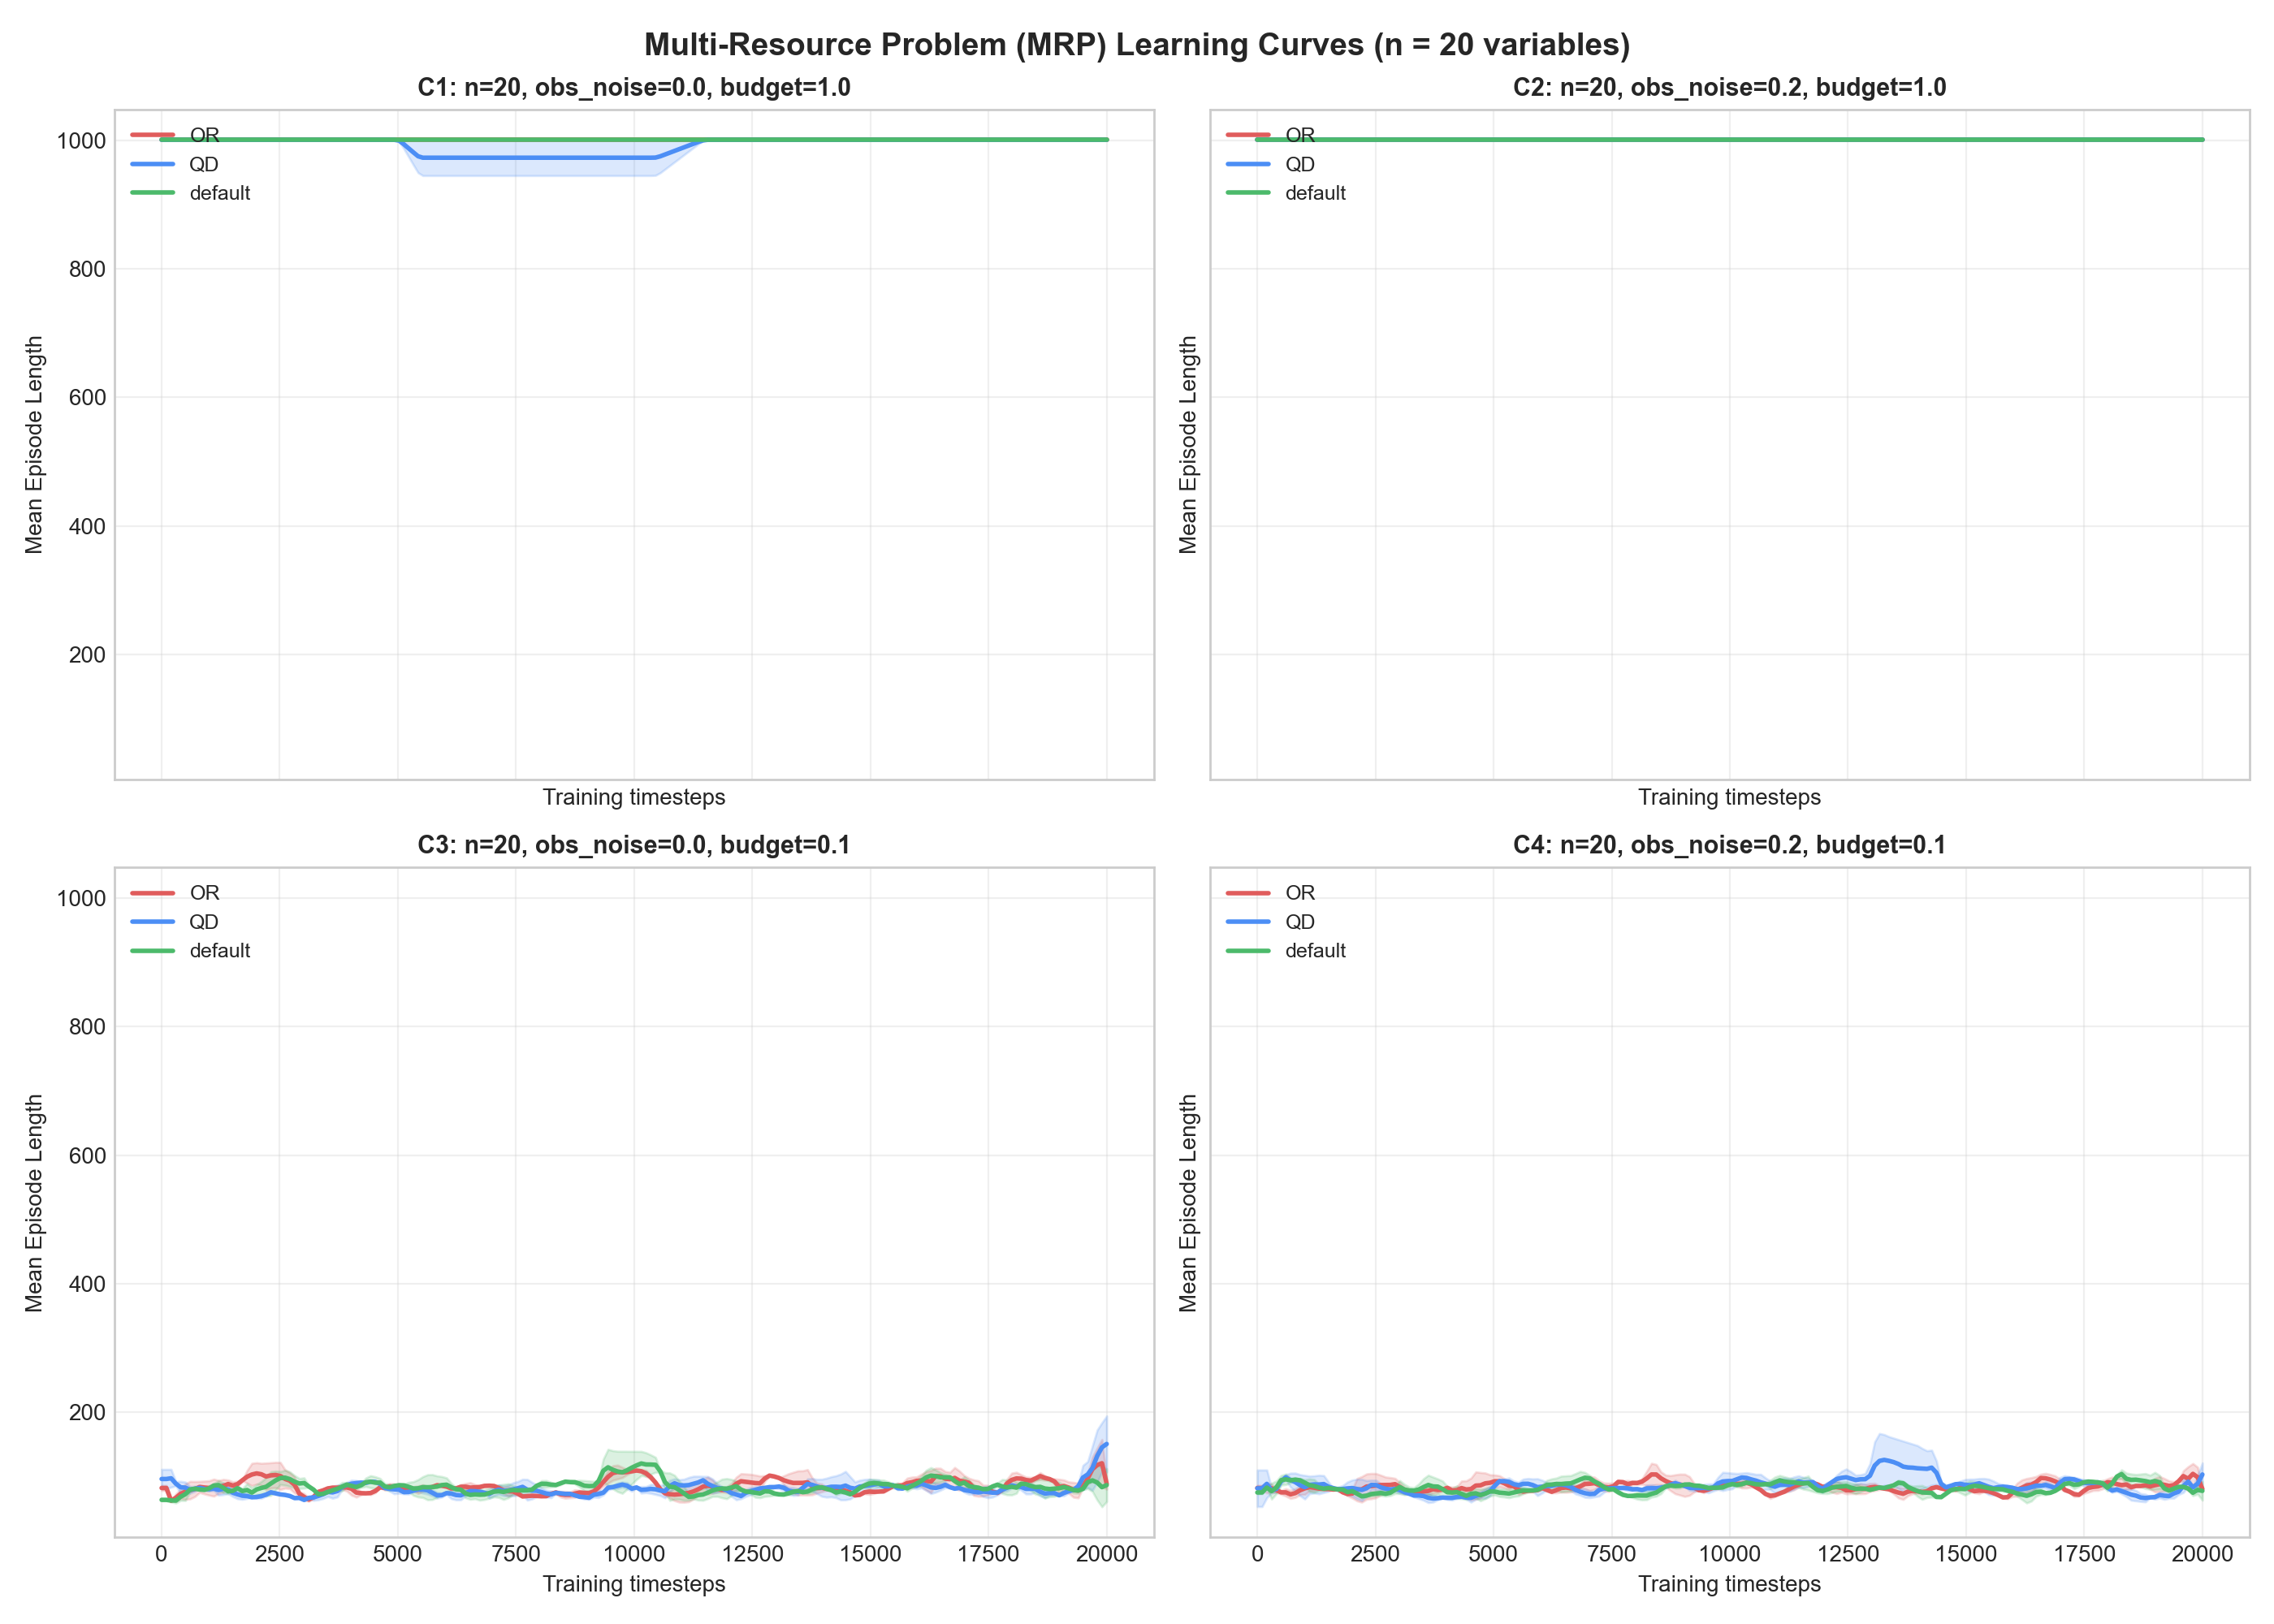 Multi-Resource Problem (MRP) Learning Curves (n = 20 variables)
C1: n=20, obs_noise=0.0, budget=1.0
OR
QD
default
1000
800
600
400
200
Mean Episode Length
Training timesteps
C2: n=20, obs_noise=0.2, budget=1.0
OR
QD
default
Mean Episode Length
Training timesteps
C3: n=20, obs_noise=0.0, budget=0.1
OR
QD
default
1000
800
600
400
200
Mean Episode Length
0 2500 5000 7500 10000 12500 15000 17500 20000
Training timesteps
C4: n=20, obs_noise=0.2, budget=0.1
OR
QD
default
Mean Episode Length
0 2500 5000 7500 10000 12500 15000 17500 20000
Training timesteps